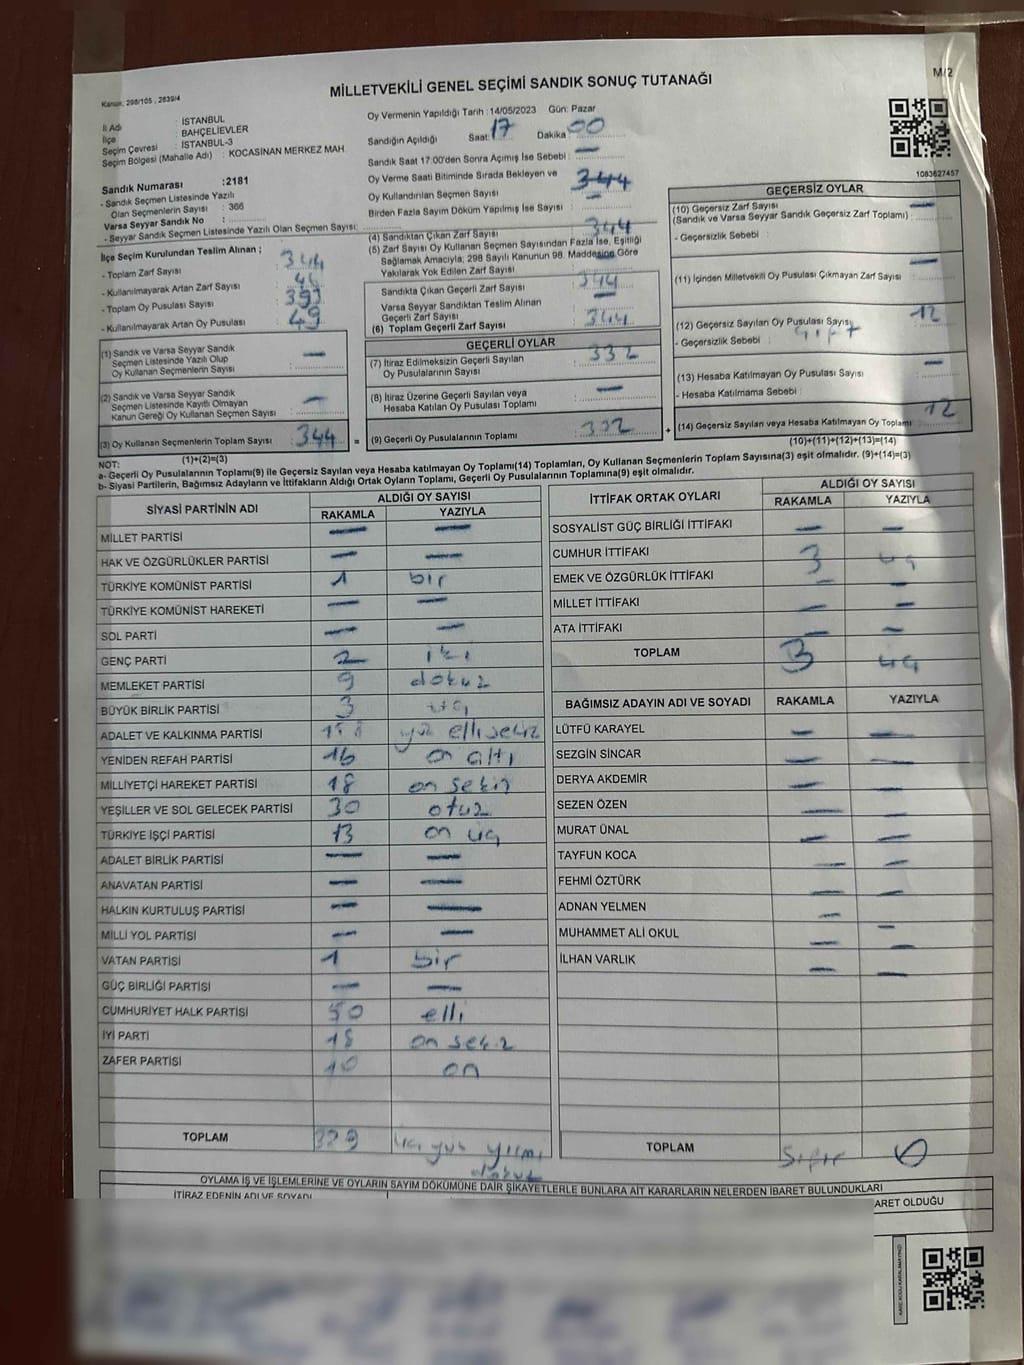 M/2
Kanun: 298/105 , 2839/4
MİLLETVEKİLİ GENEL SEÇİMİ SANDIK SONUÇ TUTANAĞI
İl Adı : İSTANBUL
İlçe : BAHÇELİEVLER
Seçim Çevresi : İSTANBUL-3
Seçim Bölgesi (Mahalle Adı) : KOCASİNAN MERKEZ MAH.
Sandık Numarası :2181
- Sandık Seçmen Listesinde Yazılı
Olan Seçmenlerin Sayısı : 366
Varsa Seyyar Sandık No :
- Seyyar Sandık Seçmen Listesinde Yazılı Olan Seçmen Sayısı:
İlçe Seçim Kurulundan Teslim Alınan ;
- Toplam Zarf Sayısı
- Kullanılmayarak Artan Zarf Sayısı :
- Toplam Oy Pusulası Sayısı : 393
- Kullanılmayarak Artan Oy Pusulası : 49
(1) Sandık ve Varsa Seyyar Sandık
Seçmen Listesinde Yazılı Olup
Oy Kullanan Seçmenlerin Sayısı : —
(2) Sandık ve Varsa Seyyar Sandık
Seçmen Listesinde Kayıtlı Olmayan
Kanun Gereği Oy Kullanan Seçmen Sayısı : —
(3) Oy Kullanan Seçmenlerin Toplam Sayısı : 344 =
(1)+(2)=(3)
Oy Vermenin Yapıldığı Tarih : 14/05/2023 Gün: Pazar
Sandığın Açıldığı Saat: 17 Dakika : 00
Sandık Saat 17:00'den Sonra Açımış İse Sebebi : —
Oy Verme Saati Bitiminde Sırada Bekleyen ve
Oy Kullandırılan Seçmen Sayısı : 344
Birden Fazla Sayım Döküm Yapılmış İse Sayısı : —
(4) Sandıktan Çıkan Zarf Sayısı : 344
(5) Zarf Sayısı Oy Kullanan Seçmen Sayısından Fazla İse, Eşitliği
Sağlamak Amacıyla; 298 Sayılı Kanunun 98. Maddesine Göre
Yakılarak Yok Edilen Zarf Sayısı : —
Sandıkta Çıkan Geçerli Zarf Sayısı : 344
Varsa Seyyar Sandıktan Teslim Alınan
Geçerli Zarf Sayısı : —
(6) Toplam Geçerli Zarf Sayısı : 344
GEÇERLİ OYLAR
(7) İtiraz Edilmeksizin Geçerli Sayılan
Oy Pusulalarının Sayısı : 332
(8) İtiraz Üzerine Geçerli Sayılan veya
Hesaba Katılan Oy Pusulası Toplamı : —
(9) Geçerli Oy Pusulalarının Toplamı : 332 +
1083627457
GEÇERSİZ OYLAR
(10) Geçersiz Zarf Sayısı
(Sandık ve Varsa Seyyar Sandık Geçersiz Zarf Toplamı) : —
- Geçersizlik Sebebi :
(11) İçinden Milletvekili Oy Pusulası Çıkmayan Zarf Sayısı : —
(12) Geçersiz Sayılan Oy Pusulası Sayısı : 12
- Geçersizlik Sebebi :
(13) Hesaba Katılmayan Oy Pusulası Sayısı : —
- Hesaba Katılmama Sebebi :
(14) Geçersiz Sayılan veya Hesaba Katılmayan Oy Toplamı : 12
(10)+(11)+(12)+(13)=(14)
NOT:
a- Geçerli Oy Pusulalarının Toplamı(9) ile Geçersiz Sayılan veya Hesaba katılmayan Oy Toplamı(14) Toplamları, Oy Kullanan Seçmenlerin Toplam Sayısına(3) eşit olmalıdır. (9)+(14)=(3)
b- Siyasi Partilerin, Bağımsız Adayların ve İttifakların Aldığı Ortak Oyların Toplamı, Geçerli Oy Pusulalarının Toplamına(9) eşit olmalıdır.
SİYASİ PARTİNİN ADI ALDIĞI OY SAYISI
RAKAMLA YAZIYLA
MİLLET PARTİSİ — —
HAK VE ÖZGÜRLÜKLER PARTİSİ — —
TÜRKİYE KOMÜNİST PARTİSİ 1 bir
TÜRKİYE KOMÜNİST HAREKETİ — —
SOL PARTİ — —
GENÇ PARTİ 2 iki
MEMLEKET PARTİSİ 9 dokuz
BÜYÜK BİRLİK PARTİSİ 3 üç
ADALET VE KALKINMA PARTİSİ 158 yüz elli sekiz
YENİDEN REFAH PARTİSİ 16 on altı
MİLLİYETÇİ HAREKET PARTİSİ 18 on sekiz
YEŞİLLER VE SOL GELECEK PARTİSİ 30 otuz
TÜRKİYE İŞÇİ PARTİSİ 13 on üç
ADALET BİRLİK PARTİSİ — —
ANAVATAN PARTİSİ — —
HALKIN KURTULUŞ PARTİSİ — —
MİLLİ YOL PARTİSİ — —
VATAN PARTİSİ 1 bir
GÜÇ BİRLİĞİ PARTİSİ — —
CUMHURİYET HALK PARTİSİ 50 elli
İYİ PARTİ 18 on sekiz
ZAFER PARTİSİ 10 on
TOPLAM 329 üç yüz yirmi dokuz
İTTİFAK ORTAK OYLARI ALDIĞI OY SAYISI
RAKAMLA YAZIYLA
SOSYALİST GÜÇ BİRLİĞİ İTTİFAKI — —
CUMHUR İTTİFAKI 3 üç
EMEK VE ÖZGÜRLÜK İTTİFAKI — —
MİLLET İTTİFAKI — —
ATA İTTİFAKI — —
TOPLAM 3 üç
BAĞIMSIZ ADAYIN ADI VE SOYADI RAKAMLA YAZIYLA
LÜTFÜ KARAYEL — —
SEZGİN SİNCAR — —
DERYA AKDEMİR — —
SEZEN ÖZEN — —
MURAT ÜNAL — —
TAYFUN KOCA — —
FEHMİ ÖZTÜRK — —
ADNAN YELMEN — —
MUHAMMET ALİ OKUL — —
İLHAN VARLIK — —
TOPLAM Sıfır 0
OYLAMA İŞ VE İŞLEMLERİNE VE OYLARIN SAYIM DÖKÜMÜNE DAİR ŞİKAYETLERLE BUNLARA AİT KARARLARIN NELERDEN İBARET BULUNDUKLARI
İTİRAZ EDENİN ADI VE SOYADI
ARET OLDUĞU